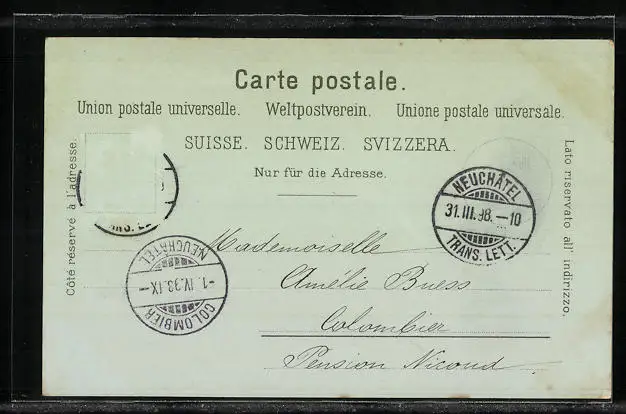 Carte postale.
Union postale universelle. Weltpostverein. Unione postale universale.
SUISSE. SCHWEIZ. SVIZZERA.
Nur für die Adresse.
Côté réservé à l'adresse.
Lato riservato all' indirizzo.
NEUCHÂTEL
31.III.98.–10
TRANS. LETT.
Mademoiselle
Amélie Buess
Colombier
Pension Nicoud
NEUCHÂTEL
–1.IV.98.IX–
COLOMBIER